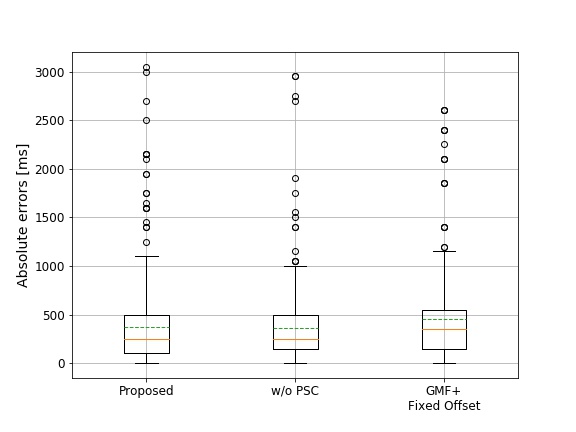 Absolute errors [ms]
3000
2500
2000
1500
1000
500
0
Proposed
w/o PSC
GMF+
Fixed Offset